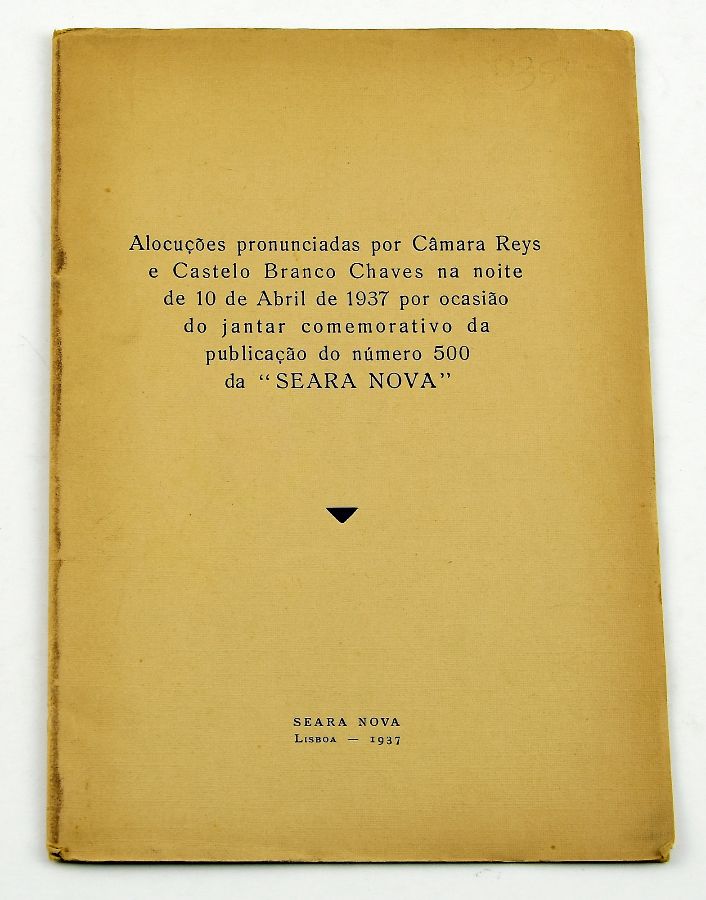 Alocuções pronunciadas por Câmara Reys
e Castelo Branco Chaves na noite
de 10 de Abril de 1937 por ocasião
do jantar comemorativo da
publicação do número 500
da “SEARA NOVA”
SEARA NOVA
LISBOA — 1937